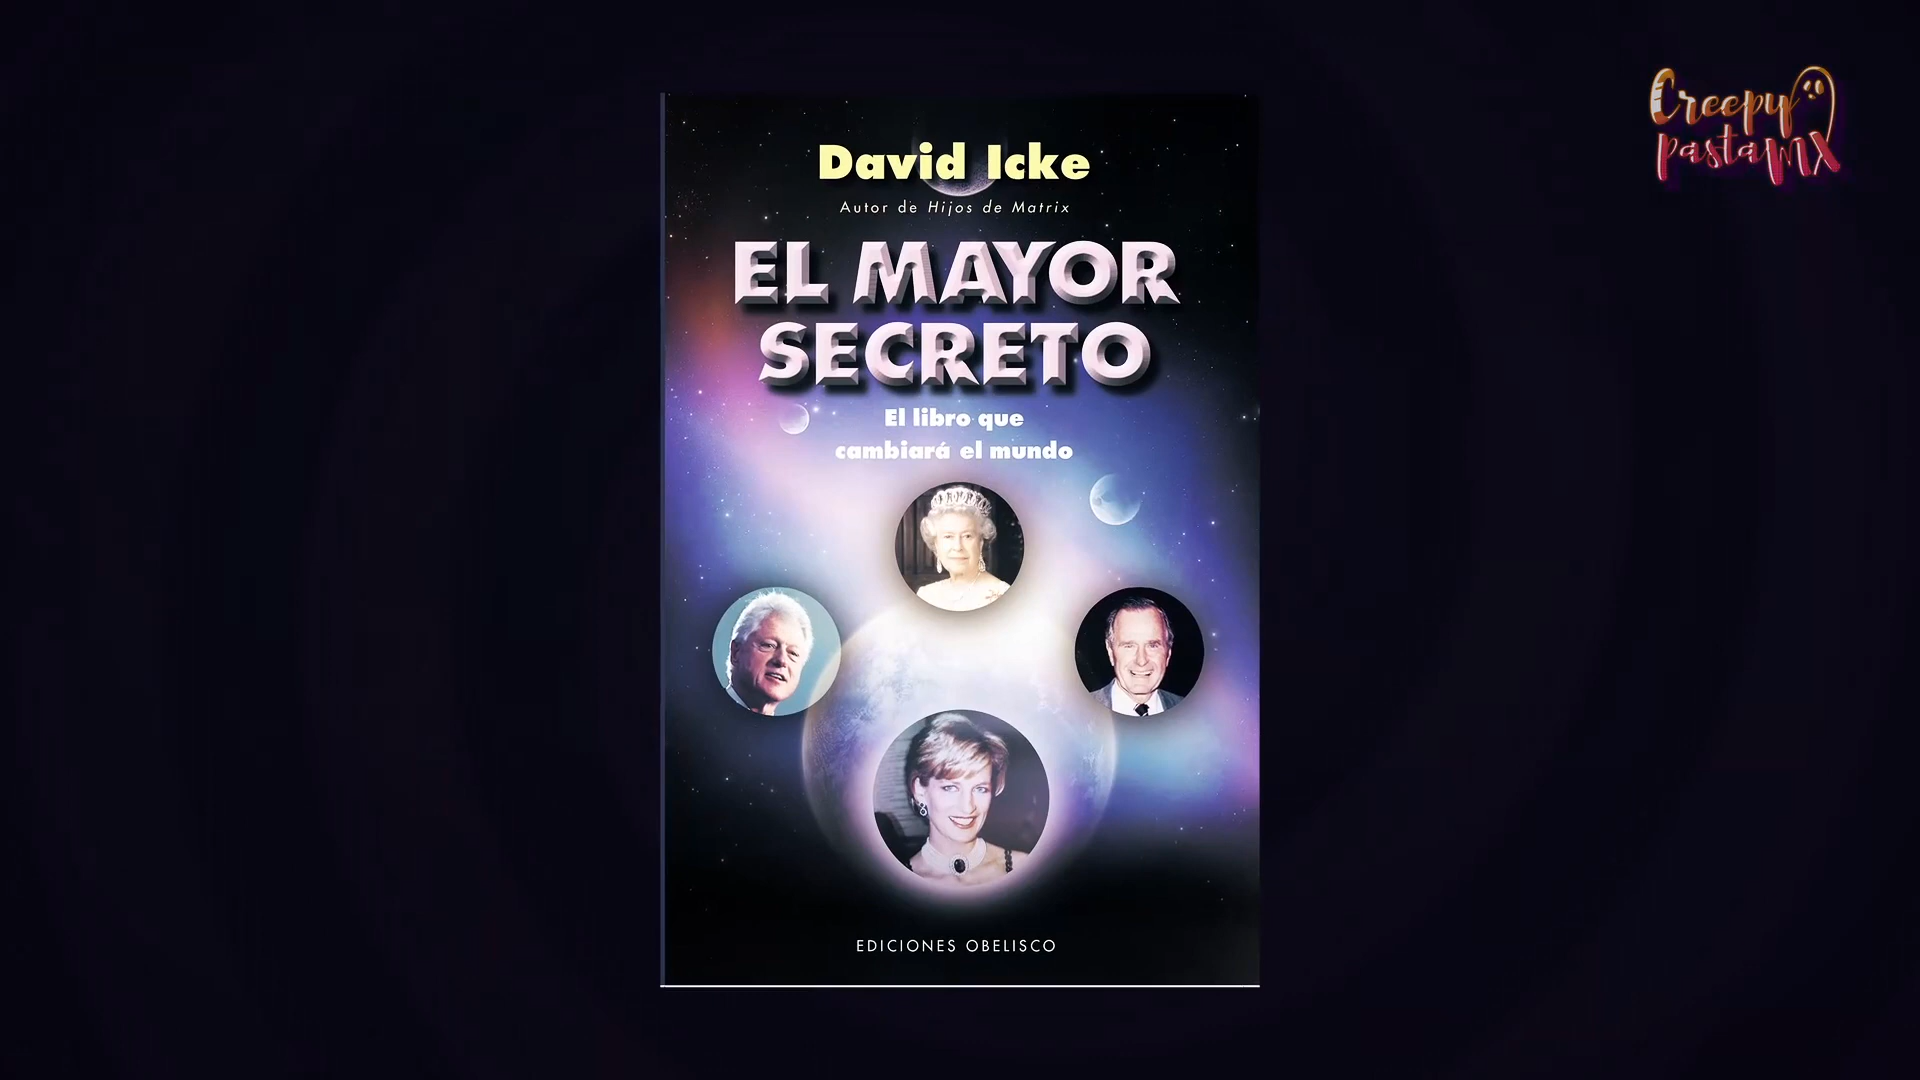 David Icke
Autor de Hijos de Matrix
EL MAYOR
SECRETO
El libro que
cambiará el mundo
EDICIONES OBELISCO
Creepy
pastaMX